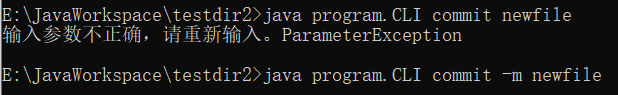 E:\JavaWorkspace\testdir2>java program.CLI commit newfile
输入参数不正确，请重新输入。ParameterException
E:\JavaWorkspace\testdir2>java program.CLI commit -m newfile